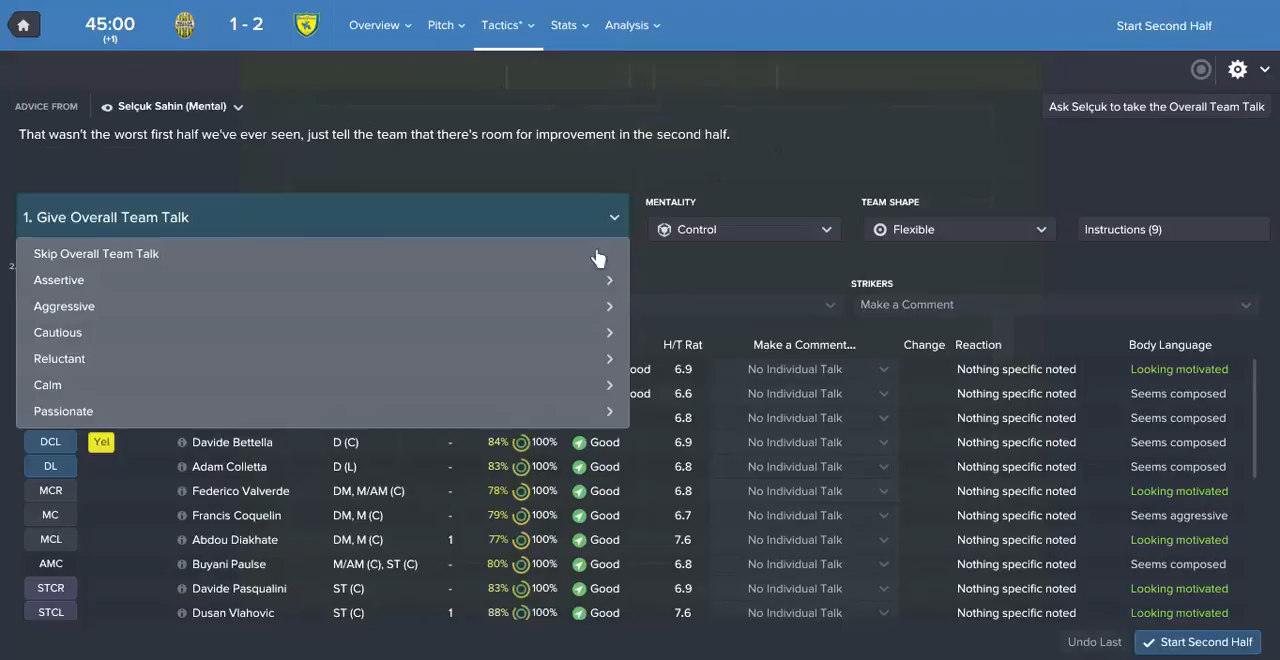 45:00
(+1)
1 - 2
Overview
Pitch
Tactics*
Stats
Analysis
Start Second Half
ADVICE FROM
Selçuk Sahin (Mental)
Ask Selçuk to take the Overall Team Talk
That wasn't the worst first half we've ever seen, just tell the team that there's room for improvement in the second half.
1. Give Overall Team Talk
MENTALITY
Control
TEAM SHAPE
Flexible
Instructions (9)
Skip Overall Team Talk
Assertive
Aggressive
Cautious
Reluctant
Calm
Passionate
2.
STRIKERS
Make a Comment
H/T Rat Make a Comment... Change Reaction Body Language
ood 6.9 No Individual Talk Nothing specific noted Looking motivated
ood 6.6 No Individual Talk Nothing specific noted Seems composed
6.8 No Individual Talk Nothing specific noted Seems composed
DCL Yel Davide Bettella D (C) - 84% 100% Good 6.9 No Individual Talk Nothing specific noted Seems composed
DL Adam Colletta D (L) - 83% 100% Good 6.8 No Individual Talk Nothing specific noted Seems composed
MCR Federico Valverde DM, M/AM (C) - 78% 100% Good 6.8 No Individual Talk Nothing specific noted Looking motivated
MC Francis Coquelin DM, M (C) - 79% 100% Good 6.7 No Individual Talk Nothing specific noted Seems aggressive
MCL Abdou Diakhate DM, M (C) 1 77% 100% Good 7.6 No Individual Talk Nothing specific noted Looking motivated
AMC Buyani Paulse M/AM (C), ST (C) - 80% 100% Good 6.8 No Individual Talk Nothing specific noted Seems composed
STCR Davide Pasqualini ST (C) - 83% 100% Good 6.9 No Individual Talk Nothing specific noted Looking motivated
STCL Dusan Vlahovic ST (C) 1 88% 100% Good 7.6 No Individual Talk Nothing specific noted Looking motivated
Undo Last
Start Second Half